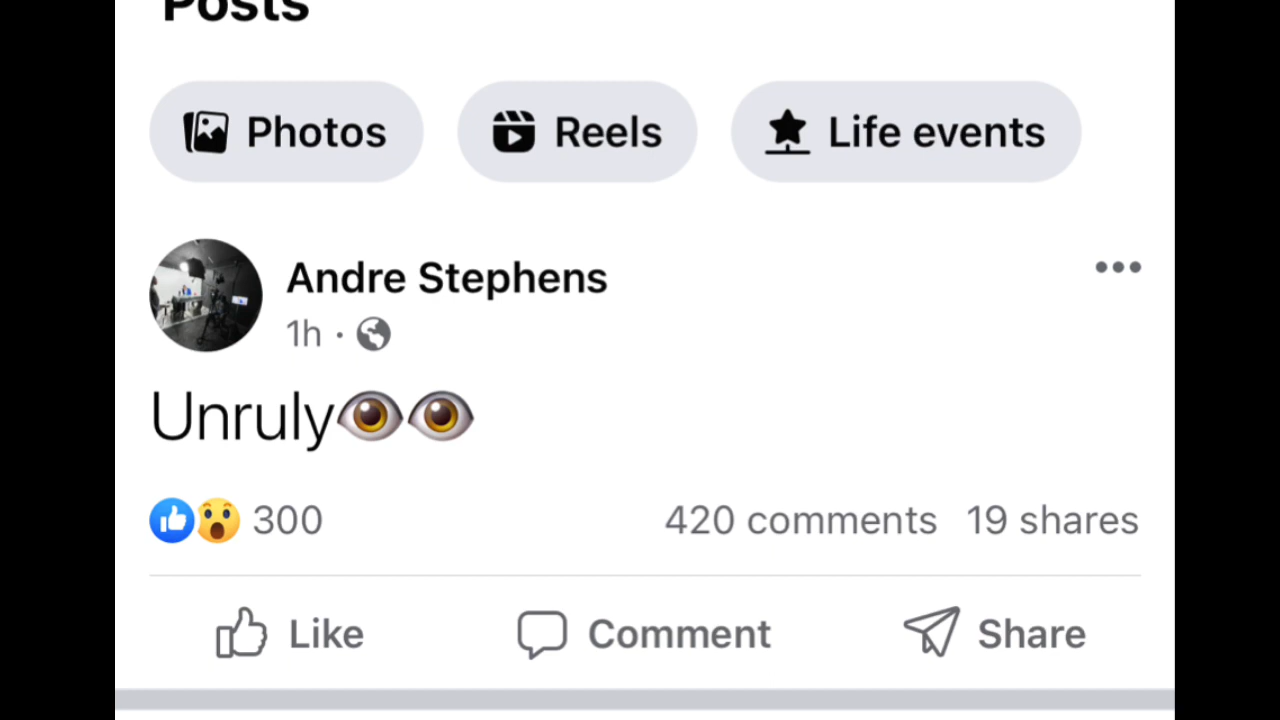 Posts
Photos Reels Life events
Andre Stephens
1h ·
Unruly👁️👁️
300 420 comments 19 shares
Like Comment Share